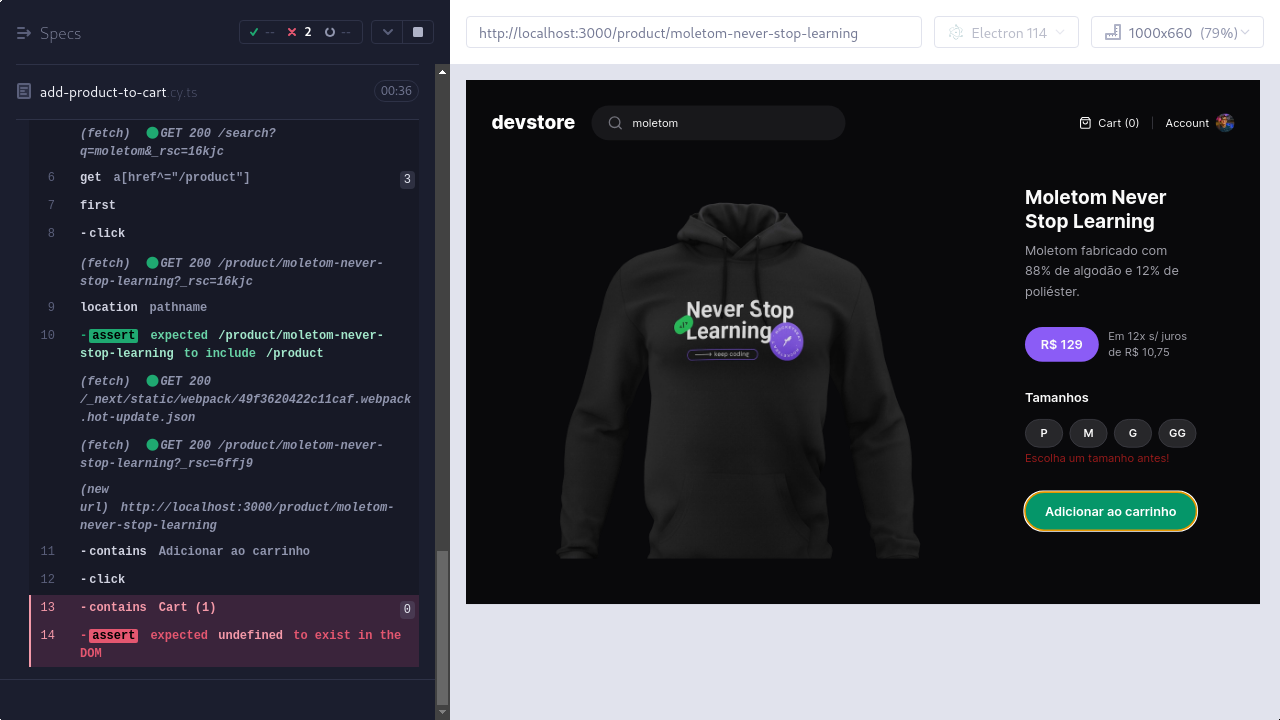 Specs
-- 2 --
add-product-to-cart.cy.ts 00:36
(fetch) GET 200 /search?
q=moletom&_rsc=16kjc
6 get a[href^="/product"] 3
7 first
8 -click
(fetch) GET 200 /product/moletom-never-
stop-learning?_rsc=16kjc
9 location pathname
10 -assert expected /product/moletom-never-
stop-learning to include /product
(fetch) GET 200
/_next/static/webpack/49f3620422c11caf.webpack
.hot-update.json
(fetch) GET 200 /product/moletom-never-
stop-learning?_rsc=6ffj9
(new
url) http://localhost:3000/product/moletom-
never-stop-learning
11 -contains Adicionar ao carrinho
12 -click
13 -contains Cart (1) 0
14 -assert expected undefined to exist in the
DOM
http://localhost:3000/product/moletom-never-stop-learning
Electron 114
1000x660 (79%)
devstore
moletom
Cart (0)
Account
Never Stop
Learning
keep coding
Moletom Never
Stop Learning
Moletom fabricado com
88% de algodão e 12% de
poliéster.
R$ 129
Em 12x s/ juros
de R$ 10,75
Tamanhos
P M G GG
Escolha um tamanho antes!
Adicionar ao carrinho